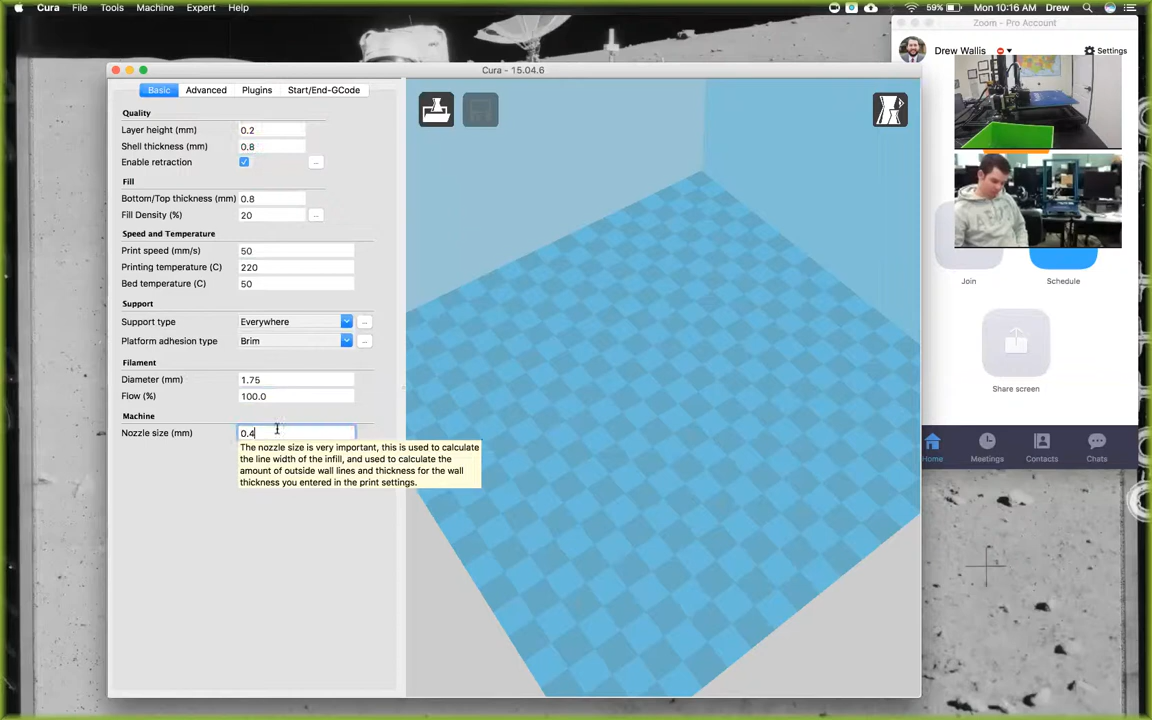 Cura File Tools Machine Expert Help
59% Mon 10:16 AM Drew
Cura - 15.04.6
Basic Advanced Plugins Start/End-GCode
Quality
Layer height (mm) 0.2
Shell thickness (mm) 0.8
Enable retraction ...
Fill
Bottom/Top thickness (mm) 0.8
Fill Density (%) 20 ...
Speed and Temperature
Print speed (mm/s) 50
Printing temperature (C) 220
Bed temperature (C) 50
Support
Support type Everywhere ...
Platform adhesion type Brim ...
Filament
Diameter (mm) 1.75
Flow (%) 100.0
Machine
Nozzle size (mm) 0.4
The nozzle size is very important, this is used to calculate
the line width of the infill, and used to calculate the
amount of outside wall lines and thickness for the wall
thickness you entered in the print settings.
Zoom - Pro Account
Drew Wallis Settings
Join Schedule
Share screen
Home Meetings Contacts Chats